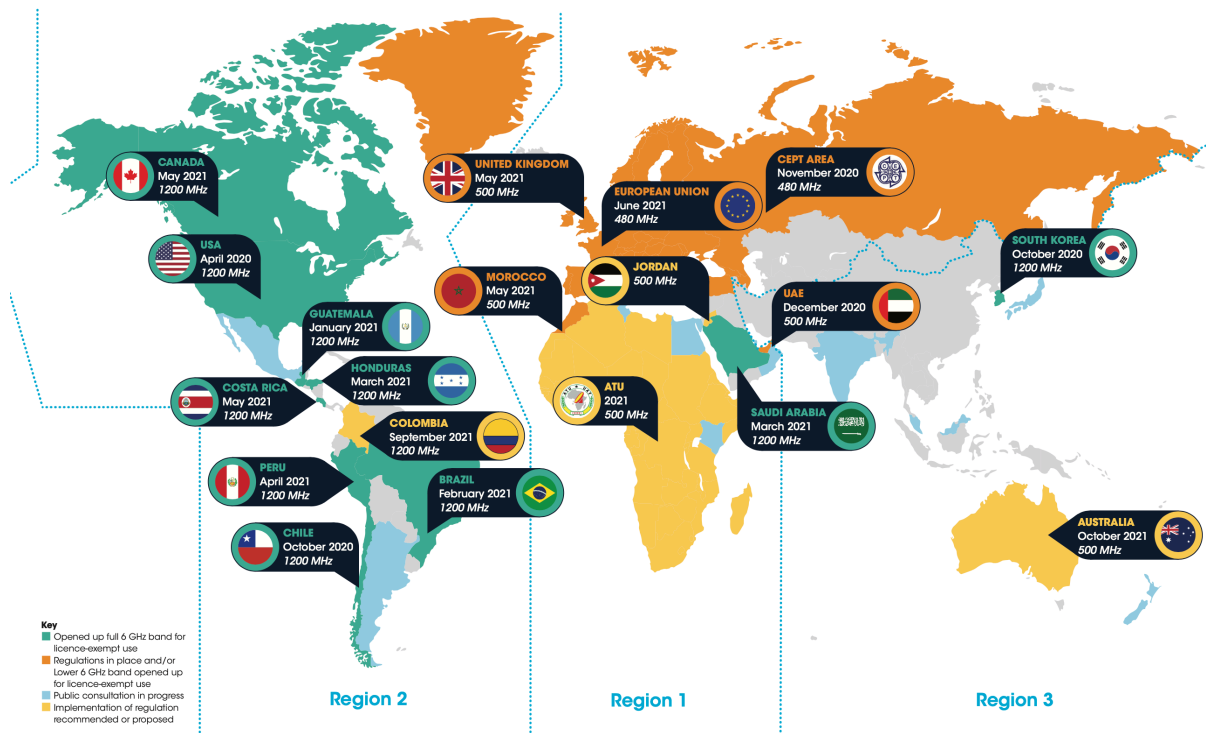 CANADA
May 2021
1200 MHz
USA
April 2020
1200 MHz
GUATEMALA
January 2021
1200 MHz
HONDURAS
March 2021
1200 MHz
COSTA RICA
May 2021
1200 MHz
COLOMBIA
September 2021
1200 MHz
PERU
April 2021
1200 MHz
BRAZIL
February 2021
1200 MHz
CHILE
October 2020
1200 MHz
UNITED KINGDOM
May 2021
500 MHz
EUROPEAN UNION
June 2021
480 MHz
CEPT AREA
November 2020
480 MHz
MOROCCO
May 2021
500 MHz
JORDAN
500 MHz
UAE
December 2020
500 MHz
SOUTH KOREA
October 2020
1200 MHz
ATU
2021
500 MHz
SAUDI ARABIA
March 2021
1200 MHz
AUSTRALIA
October 2021
500 MHz
Key
Opened up full 6 GHz band for
licence-exempt use
Regulations in place and/or
Lower 6 GHz band opened up
for licence-exempt use
Public consultation in progress
Implementation of regulation
recommended or proposed
Region 2
Region 1
Region 3